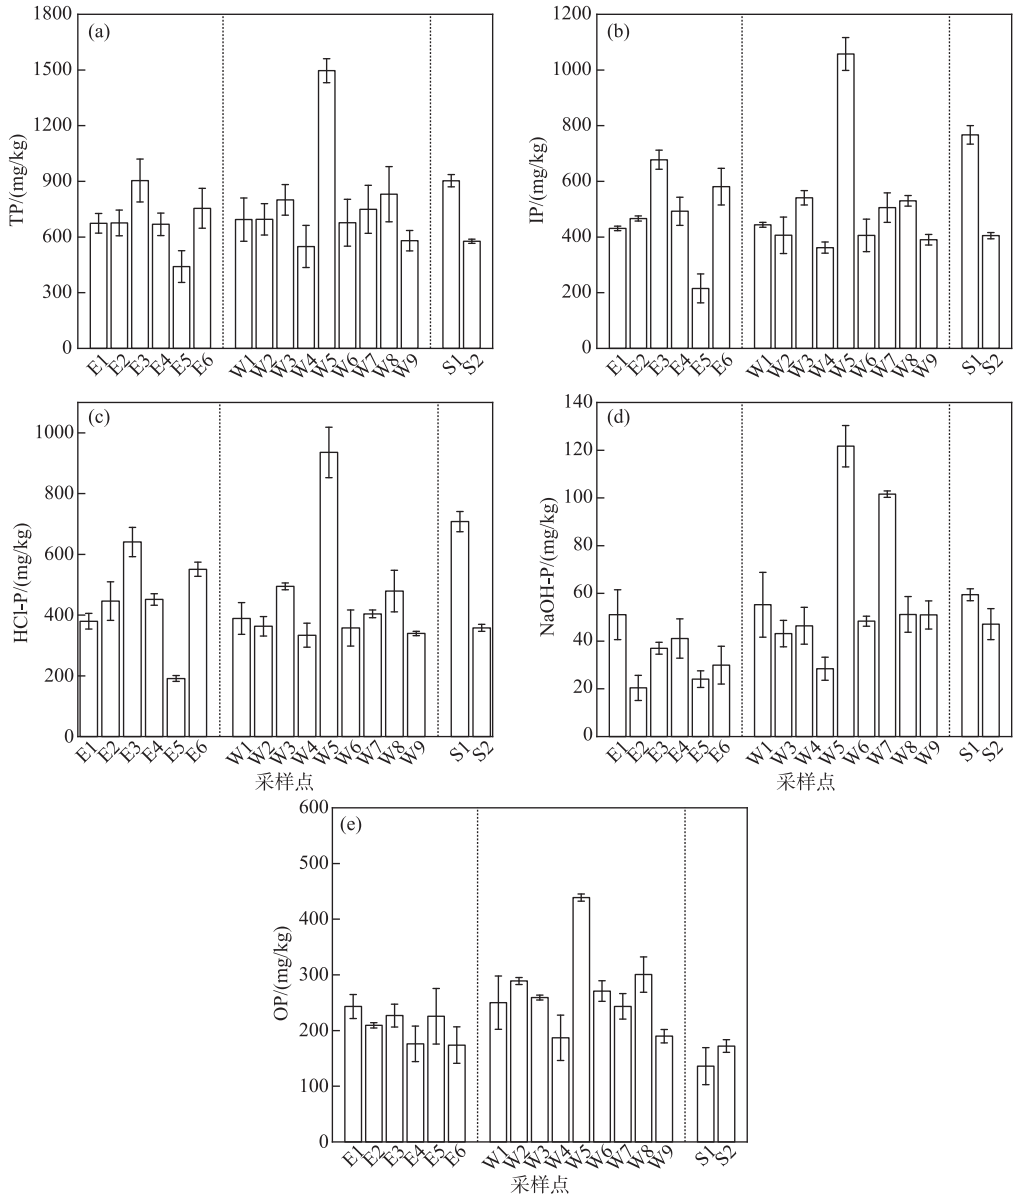 (a)
TP/(mg/kg)
1800
1500
1200
900
600
300
0
E1 E2 E3 E4 E5 E6 W1 W2 W3 W4 W5 W6 W7 W8 W9 S1 S2
(b)
IP/(mg/kg)
1200
1000
800
600
400
200
0
E1 E2 E3 E4 E5 E6 W1 W2 W3 W4 W5 W6 W7 W8 W9 S1 S2
(c)
HCl-P/(mg/kg)
1000
800
600
400
200
0
E1 E2 E3 E4 E5 E6 W1 W2 W3 W4 W5 W6 W7 W8 W9 S1 S2
采样点
(d)
NaOH-P/(mg/kg)
140
120
100
80
60
40
20
0
E1 E2 E3 E4 E5 E6 W1 W3 W4 W5 W6 W7 W8 W9 S1 S2
采样点
(e)
OP/(mg/kg)
600
500
400
300
200
100
0
E1 E2 E3 E4 E5 E6 W1 W2 W3 W4 W5 W6 W7 W8 W9 S1 S2
采样点